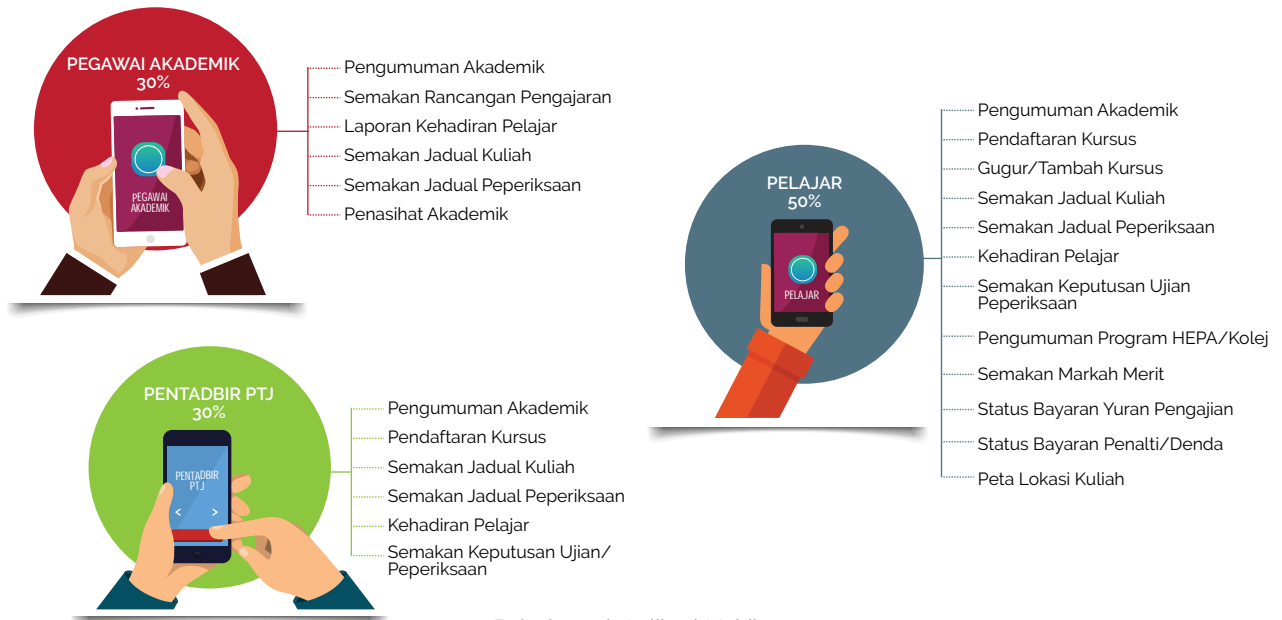 PEGAWAI AKADEMIK
30%
PEGAWAI
AKADEMIK
Pengumuman Akademik
Semakan Rancangan Pengajaran
Laporan Kehadiran Pelajar
Semakan Jadual Kuliah
Semakan Jadual Peperiksaan
Penasihat Akademik
PENTADBIR PTJ
30%
PENTADBIR
PTJ
Pengumuman Akademik
Pendaftaran Kursus
Semakan Jadual Kuliah
Semakan Jadual Peperiksaan
Kehadiran Pelajar
Semakan Keputusan Ujian/
Peperiksaan
PELAJAR
50%
PELAJAR
Pengumuman Akademik
Pendaftaran Kursus
Gugur/Tambah Kursus
Semakan Jadual Kuliah
Semakan Jadual Peperiksaan
Kehadiran Pelajar
Semakan Keputusan Ujian
Peperiksaan
Pengumuman Program HEPA/Kolej
Semakan Markah Merit
Status Bayaran Yuran Pengajian
Status Bayaran Penalti/Denda
Peta Lokasi Kuliah